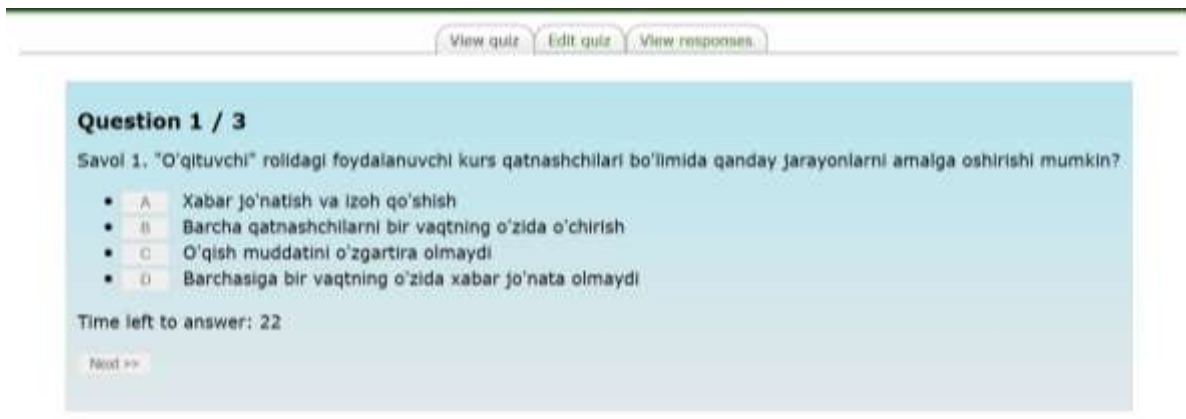 View quiz Edit quiz View responses
Question 1 / 3
Savol 1. "O'qituvchi" rolidagi foydalanuvchi kurs qatnashchilari bo'limida qanday jarayonlarni amalga oshirishi mumkin?
A Xabar jo'natish va izoh qo'shish
B Barcha qatnashchilarni bir vaqtning o'zida o'chirish
C O'qish muddatini o'zgartira olmaydi
D Barchasiga bir vaqtning o'zida xabar jo'nata olmaydi
Time left to answer: 22
Next >>